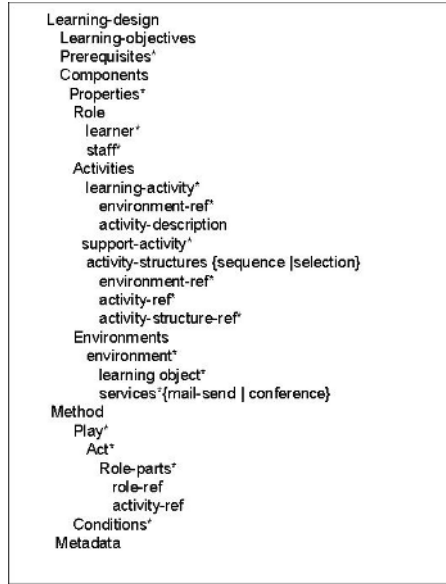 Learning-design
Learning-objectives
Prerequisites*
Components
Properties*
Role
learner*
staff*
Activities
learning-activity*
environment-ref*
activity-description
support-activity*
activity-structures {sequence |selection}
environment-ref*
activity-ref*
activity-structure-ref*
Environments
environment*
learning object*
services*{mail-send | conference}
Method
Play*
Act*
Role-parts*
role-ref
activity-ref
Conditions*
Metadata